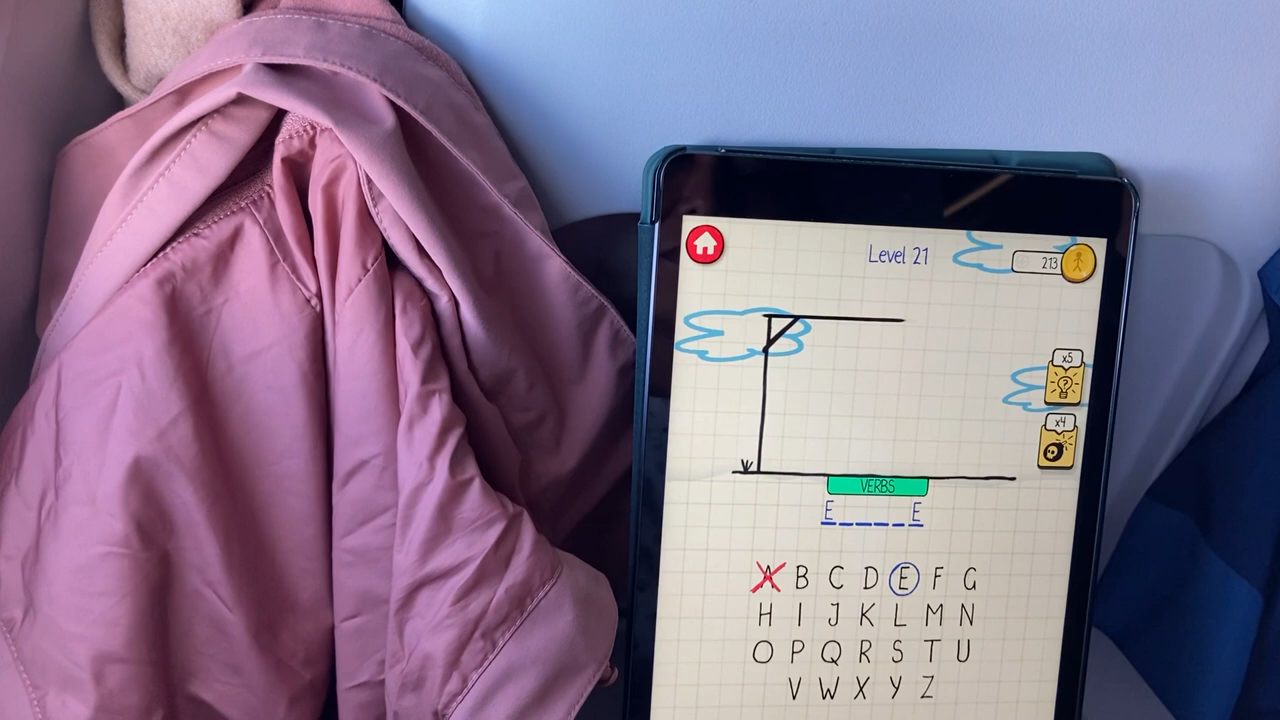 Level 21
213
x5
x4
VERBS
E _ _ _ _ E
A B C D E F G
H I J K L M N
O P Q R S T U
V W X Y Z